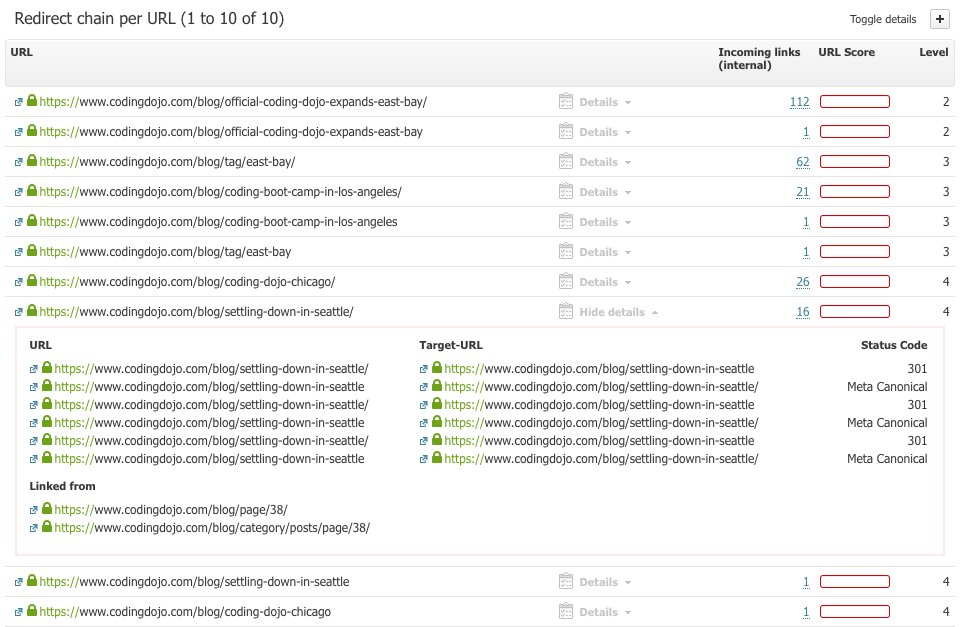 Redirect chain per URL (1 to 10 of 10) Toggle details +
URL Incoming links (internal) URL Score Level
https://www.codingdojo.com/blog/official-coding-dojo-expands-east-bay/ Details 112 2
https://www.codingdojo.com/blog/official-coding-dojo-expands-east-bay Details 1 2
https://www.codingdojo.com/blog/tag/east-bay/ Details 62 3
https://www.codingdojo.com/blog/coding-boot-camp-in-los-angeles/ Details 21 3
https://www.codingdojo.com/blog/coding-boot-camp-in-los-angeles Details 1 3
https://www.codingdojo.com/blog/tag/east-bay Details 1 3
https://www.codingdojo.com/blog/coding-dojo-chicago/ Details 26 4
https://www.codingdojo.com/blog/settling-down-in-seattle/ Hide details 16 4
URL Target-URL Status Code
https://www.codingdojo.com/blog/settling-down-in-seattle/ https://www.codingdojo.com/blog/settling-down-in-seattle 301
https://www.codingdojo.com/blog/settling-down-in-seattle https://www.codingdojo.com/blog/settling-down-in-seattle/ Meta Canonical
https://www.codingdojo.com/blog/settling-down-in-seattle/ https://www.codingdojo.com/blog/settling-down-in-seattle 301
https://www.codingdojo.com/blog/settling-down-in-seattle https://www.codingdojo.com/blog/settling-down-in-seattle/ Meta Canonical
https://www.codingdojo.com/blog/settling-down-in-seattle/ https://www.codingdojo.com/blog/settling-down-in-seattle 301
https://www.codingdojo.com/blog/settling-down-in-seattle https://www.codingdojo.com/blog/settling-down-in-seattle/ Meta Canonical
Linked from
https://www.codingdojo.com/blog/page/38/
https://www.codingdojo.com/blog/category/posts/page/38/
https://www.codingdojo.com/blog/settling-down-in-seattle Details 1 4
https://www.codingdojo.com/blog/coding-dojo-chicago Details 1 4